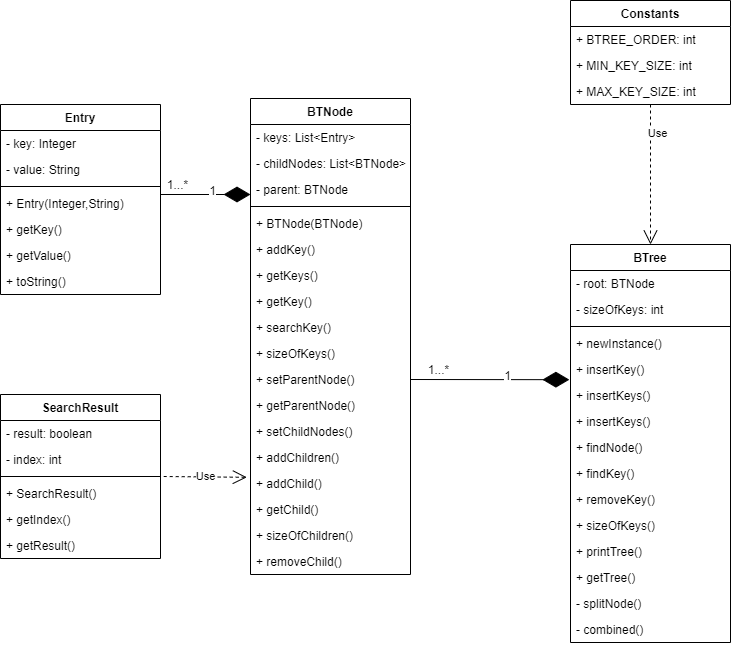 Constants
+ BTREE_ORDER: int
+ MIN_KEY_SIZE: int
+ MAX_KEY_SIZE: int
Use
Entry
- key: Integer
- value: String
+ Entry(Integer,String)
+ getKey()
+ getValue()
+ toString()
1...*
1
BTNode
- keys: List<Entry>
- childNodes: List<BTNode>
- parent: BTNode
+ BTNode(BTNode)
+ addKey()
+ getKeys()
+ getKey()
+ searchKey()
+ sizeOfKeys()
+ setParentNode()
+ getParentNode()
+ setChildNodes()
+ addChildren()
+ addChild()
+ getChild()
+ sizeOfChildren()
+ removeChild()
1...*
1
BTree
- root: BTNode
- sizeOfKeys: int
+ newInstance()
+ insertKey()
+ insertKeys()
+ insertKeys()
+ findNode()
+ findKey()
+ removeKey()
+ sizeOfKeys()
+ printTree()
+ getTree()
- splitNode()
- combined()
SearchResult
- result: boolean
- index: int
+ SearchResult()
+ getIndex()
+ getResult()
Use